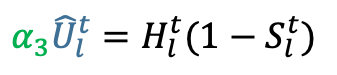 α₃Û_l^t = H_l^t(1 − S_l^t)